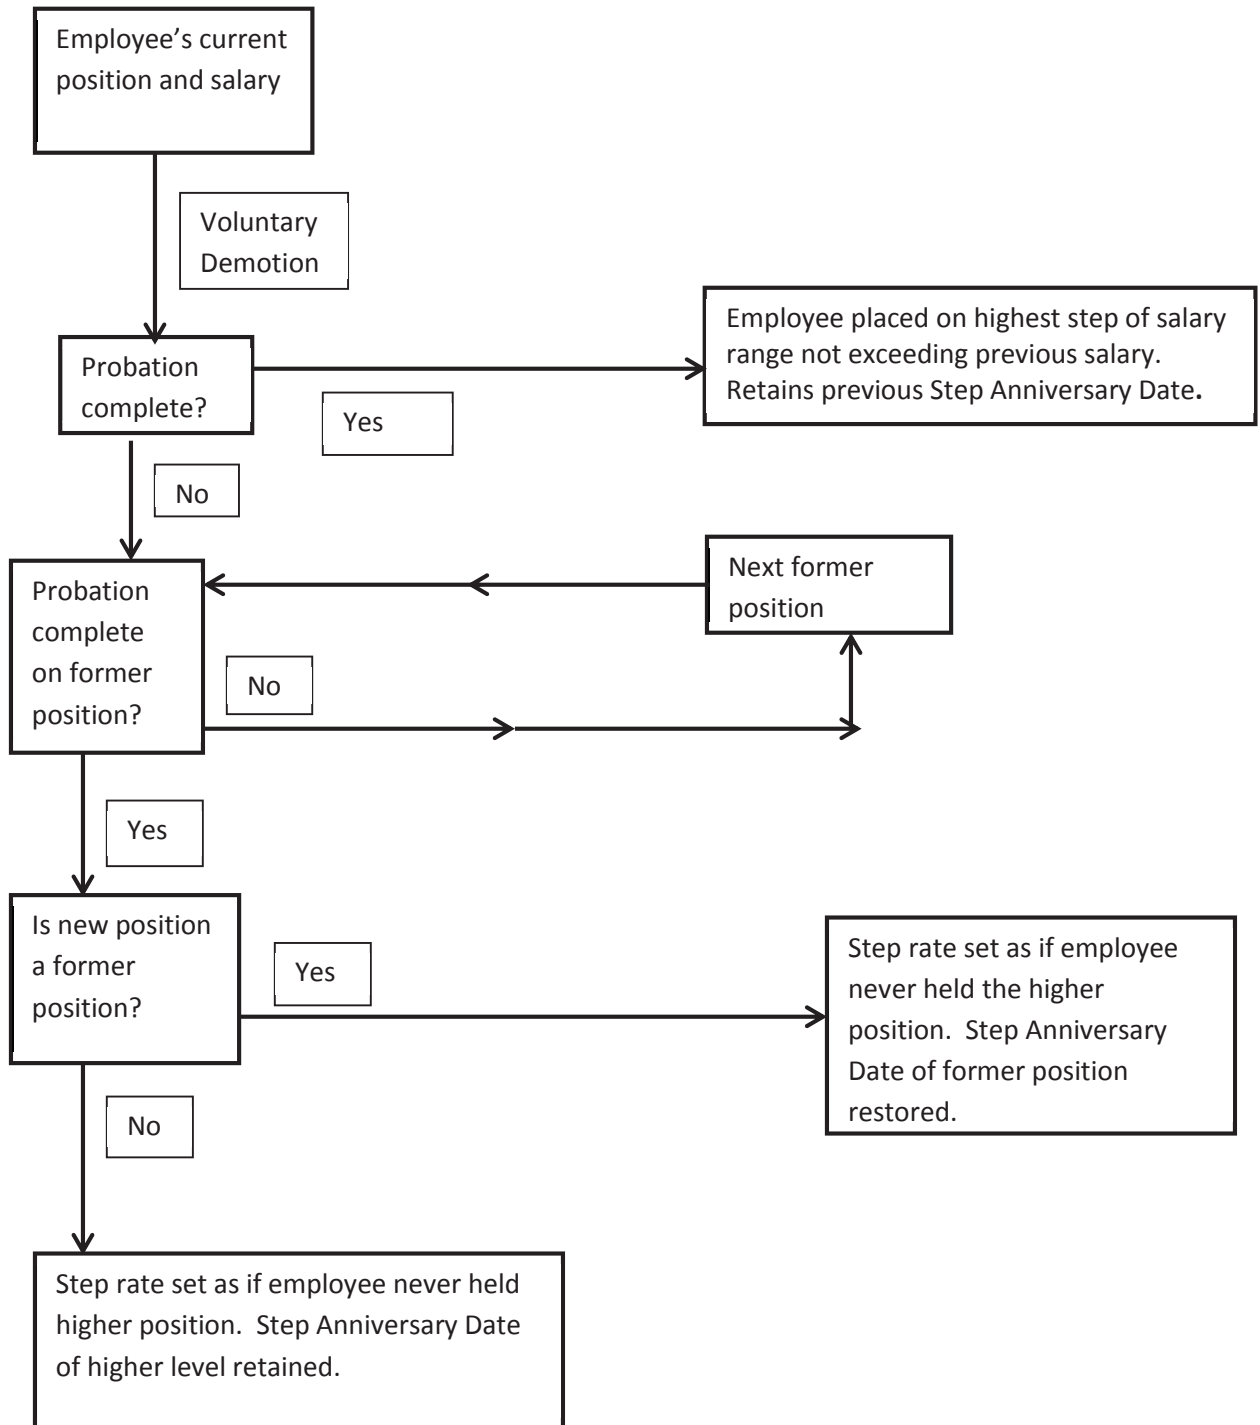 Employee’s current
position and salary
Voluntary
Demotion
Probation
complete?
Yes
Employee placed on highest step of salary
range not exceeding previous salary.
Retains previous Step Anniversary Date.
No
Probation
complete
on former
position?
No
Next former
position
Yes
Is new position
a former
position?
Yes
Step rate set as if employee
never held the higher
position.  Step Anniversary
Date of former position
restored.
No
Step rate set as if employee never held
higher position.  Step Anniversary Date
of higher level retained.